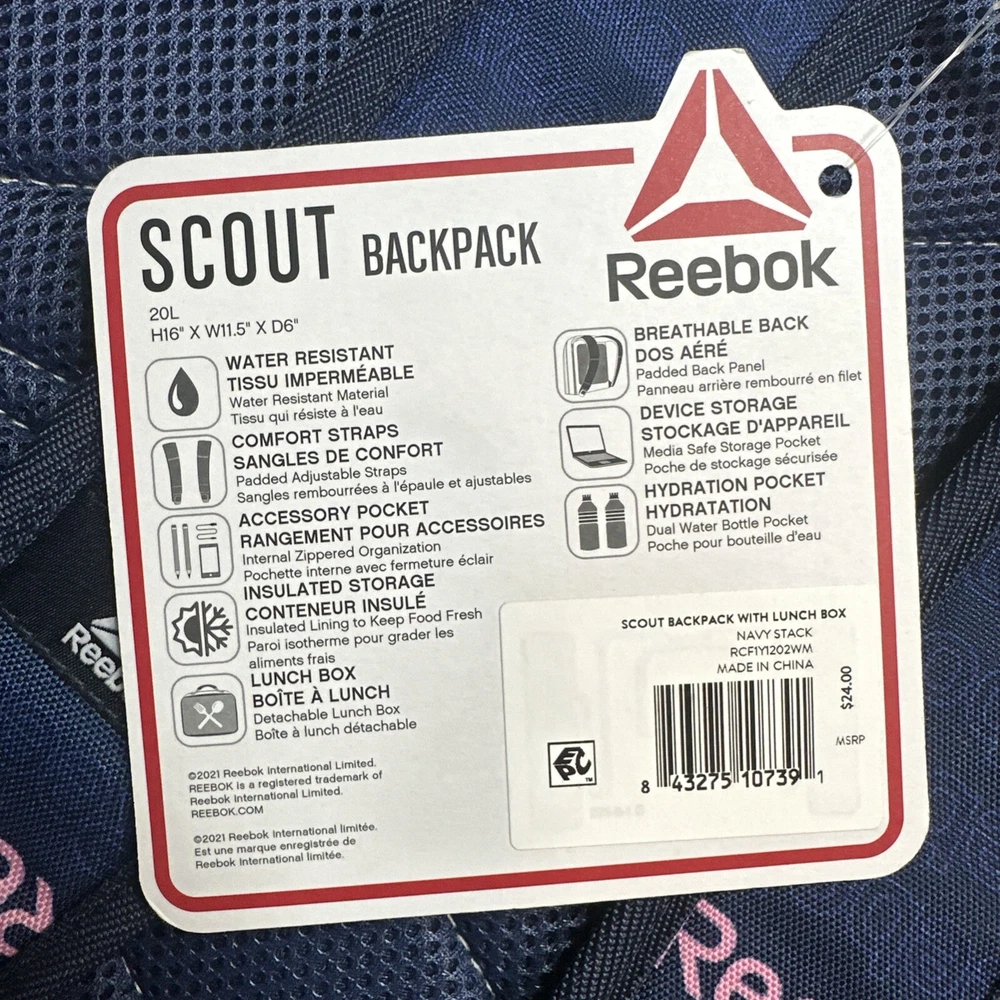 SCOUT BACKPACK
Reebok
20L
H16" X W11.5" X D6"
WATER RESISTANT
TISSU IMPERMÉABLE
Water Resistant Material
Tissu qui résiste à l'eau
COMFORT STRAPS
SANGLES DE CONFORT
Padded Adjustable Straps
Sangles rembourrées à l'épaule et ajustables
ACCESSORY POCKET
RANGEMENT POUR ACCESSOIRES
Internal Zippered Organization
Pochette interne avec fermeture éclair
INSULATED STORAGE
CONTENEUR INSULÉ
Insulated Lining to Keep Food Fresh
Paroi isotherme pour grader les
aliments frais
LUNCH BOX
BOÎTE À LUNCH
Detachable Lunch Box
Boîte à lunch détachable
BREATHABLE BACK
DOS AÉRÉ
Padded Back Panel
Panneau arrière rembourré en filet
DEVICE STORAGE
STOCKAGE D'APPAREIL
Media Safe Storage Pocket
Poche de stockage sécurisée
HYDRATION POCKET
HYDRATATION
Dual Water Bottle Pocket
Poche pour bouteille d'eau
©2021 Reebok International Limited.
REEBOK is a registered trademark of
Reebok International Limited.
REEBOK.COM
©2021 Reebok International limitée.
Est une marque enregistrée de
Reebok International limitée.
SCOUT BACKPACK WITH LUNCH BOX
NAVY STACK
RCF1Y1202WM
MADE IN CHINA
$24.00
MSRP
EPC TM
8 43275 10739 1
Reeb
Re